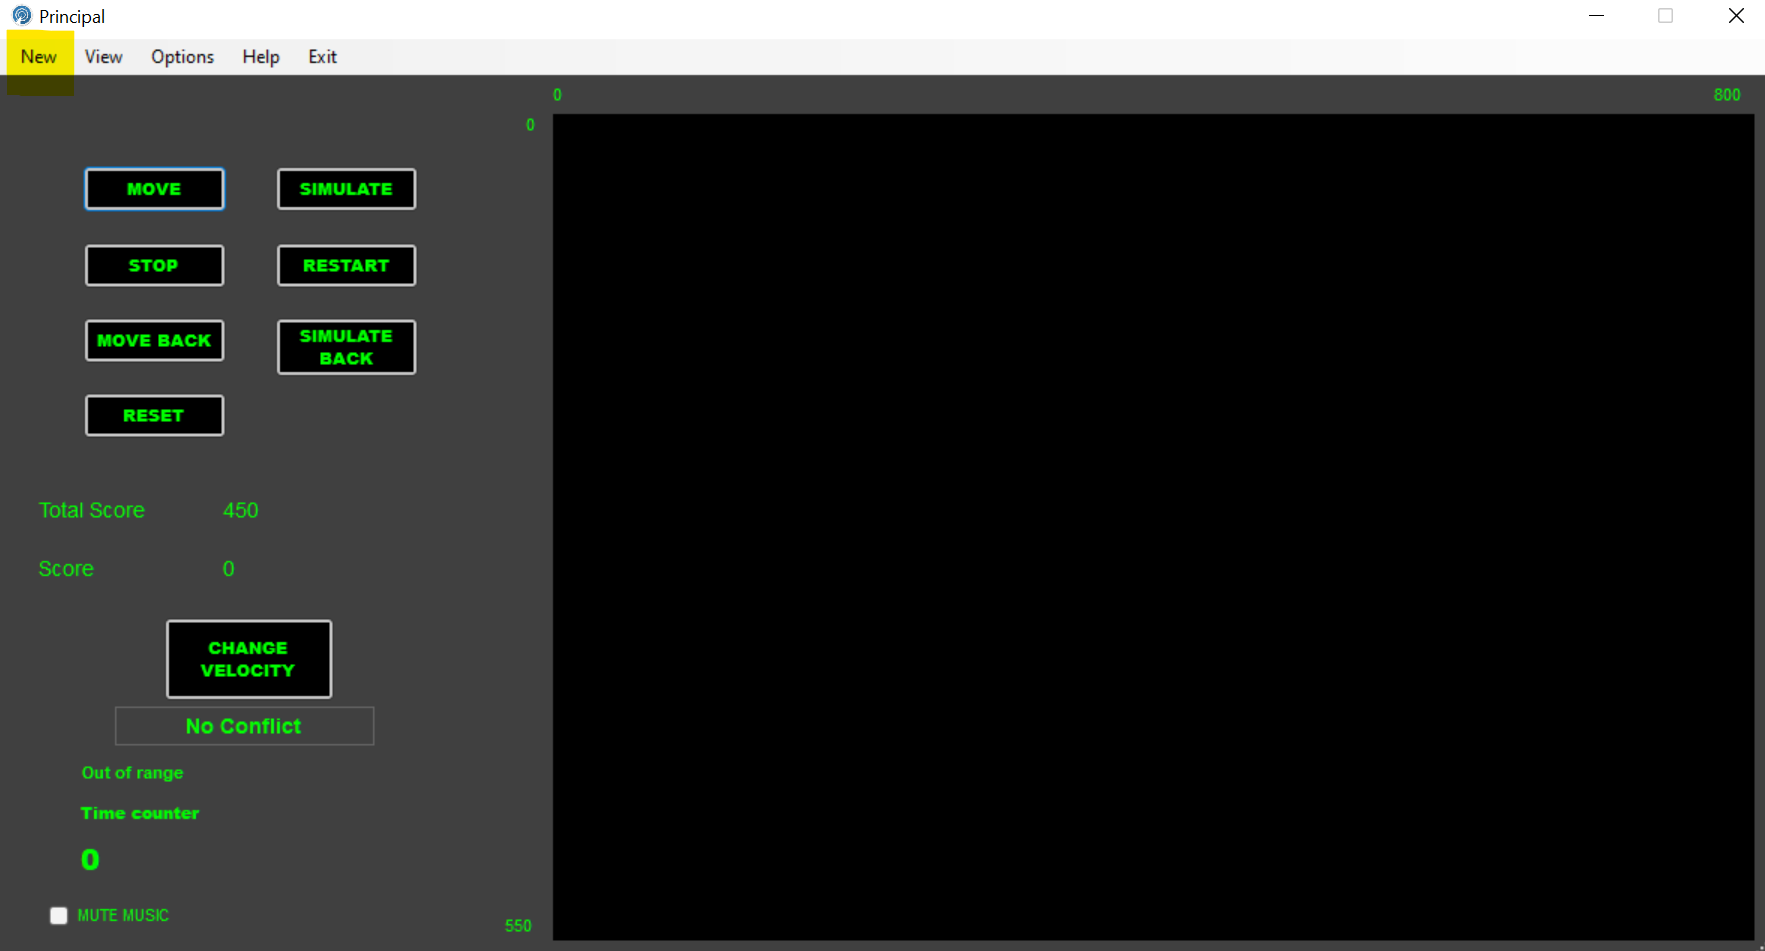 Principal
New View Options Help Exit
0 800
0
MOVE SIMULATE
STOP RESTART
MOVE BACK SIMULATE
BACK
RESET
Total Score 450
Score 0
CHANGE
VELOCITY
No Conflict
Out of range
Time counter
0
MUTE MUSIC
550